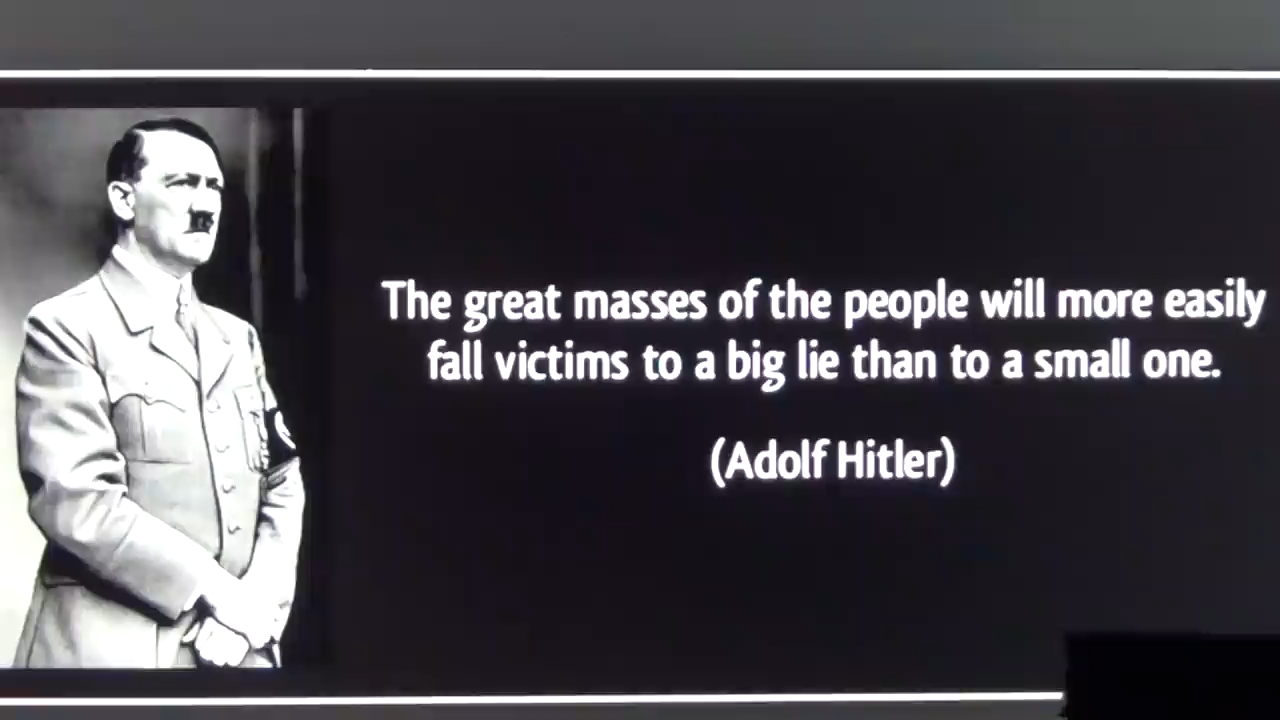 The great masses of the people will more easily
fall victims to a big lie than to a small one.
(Adolf Hitler)